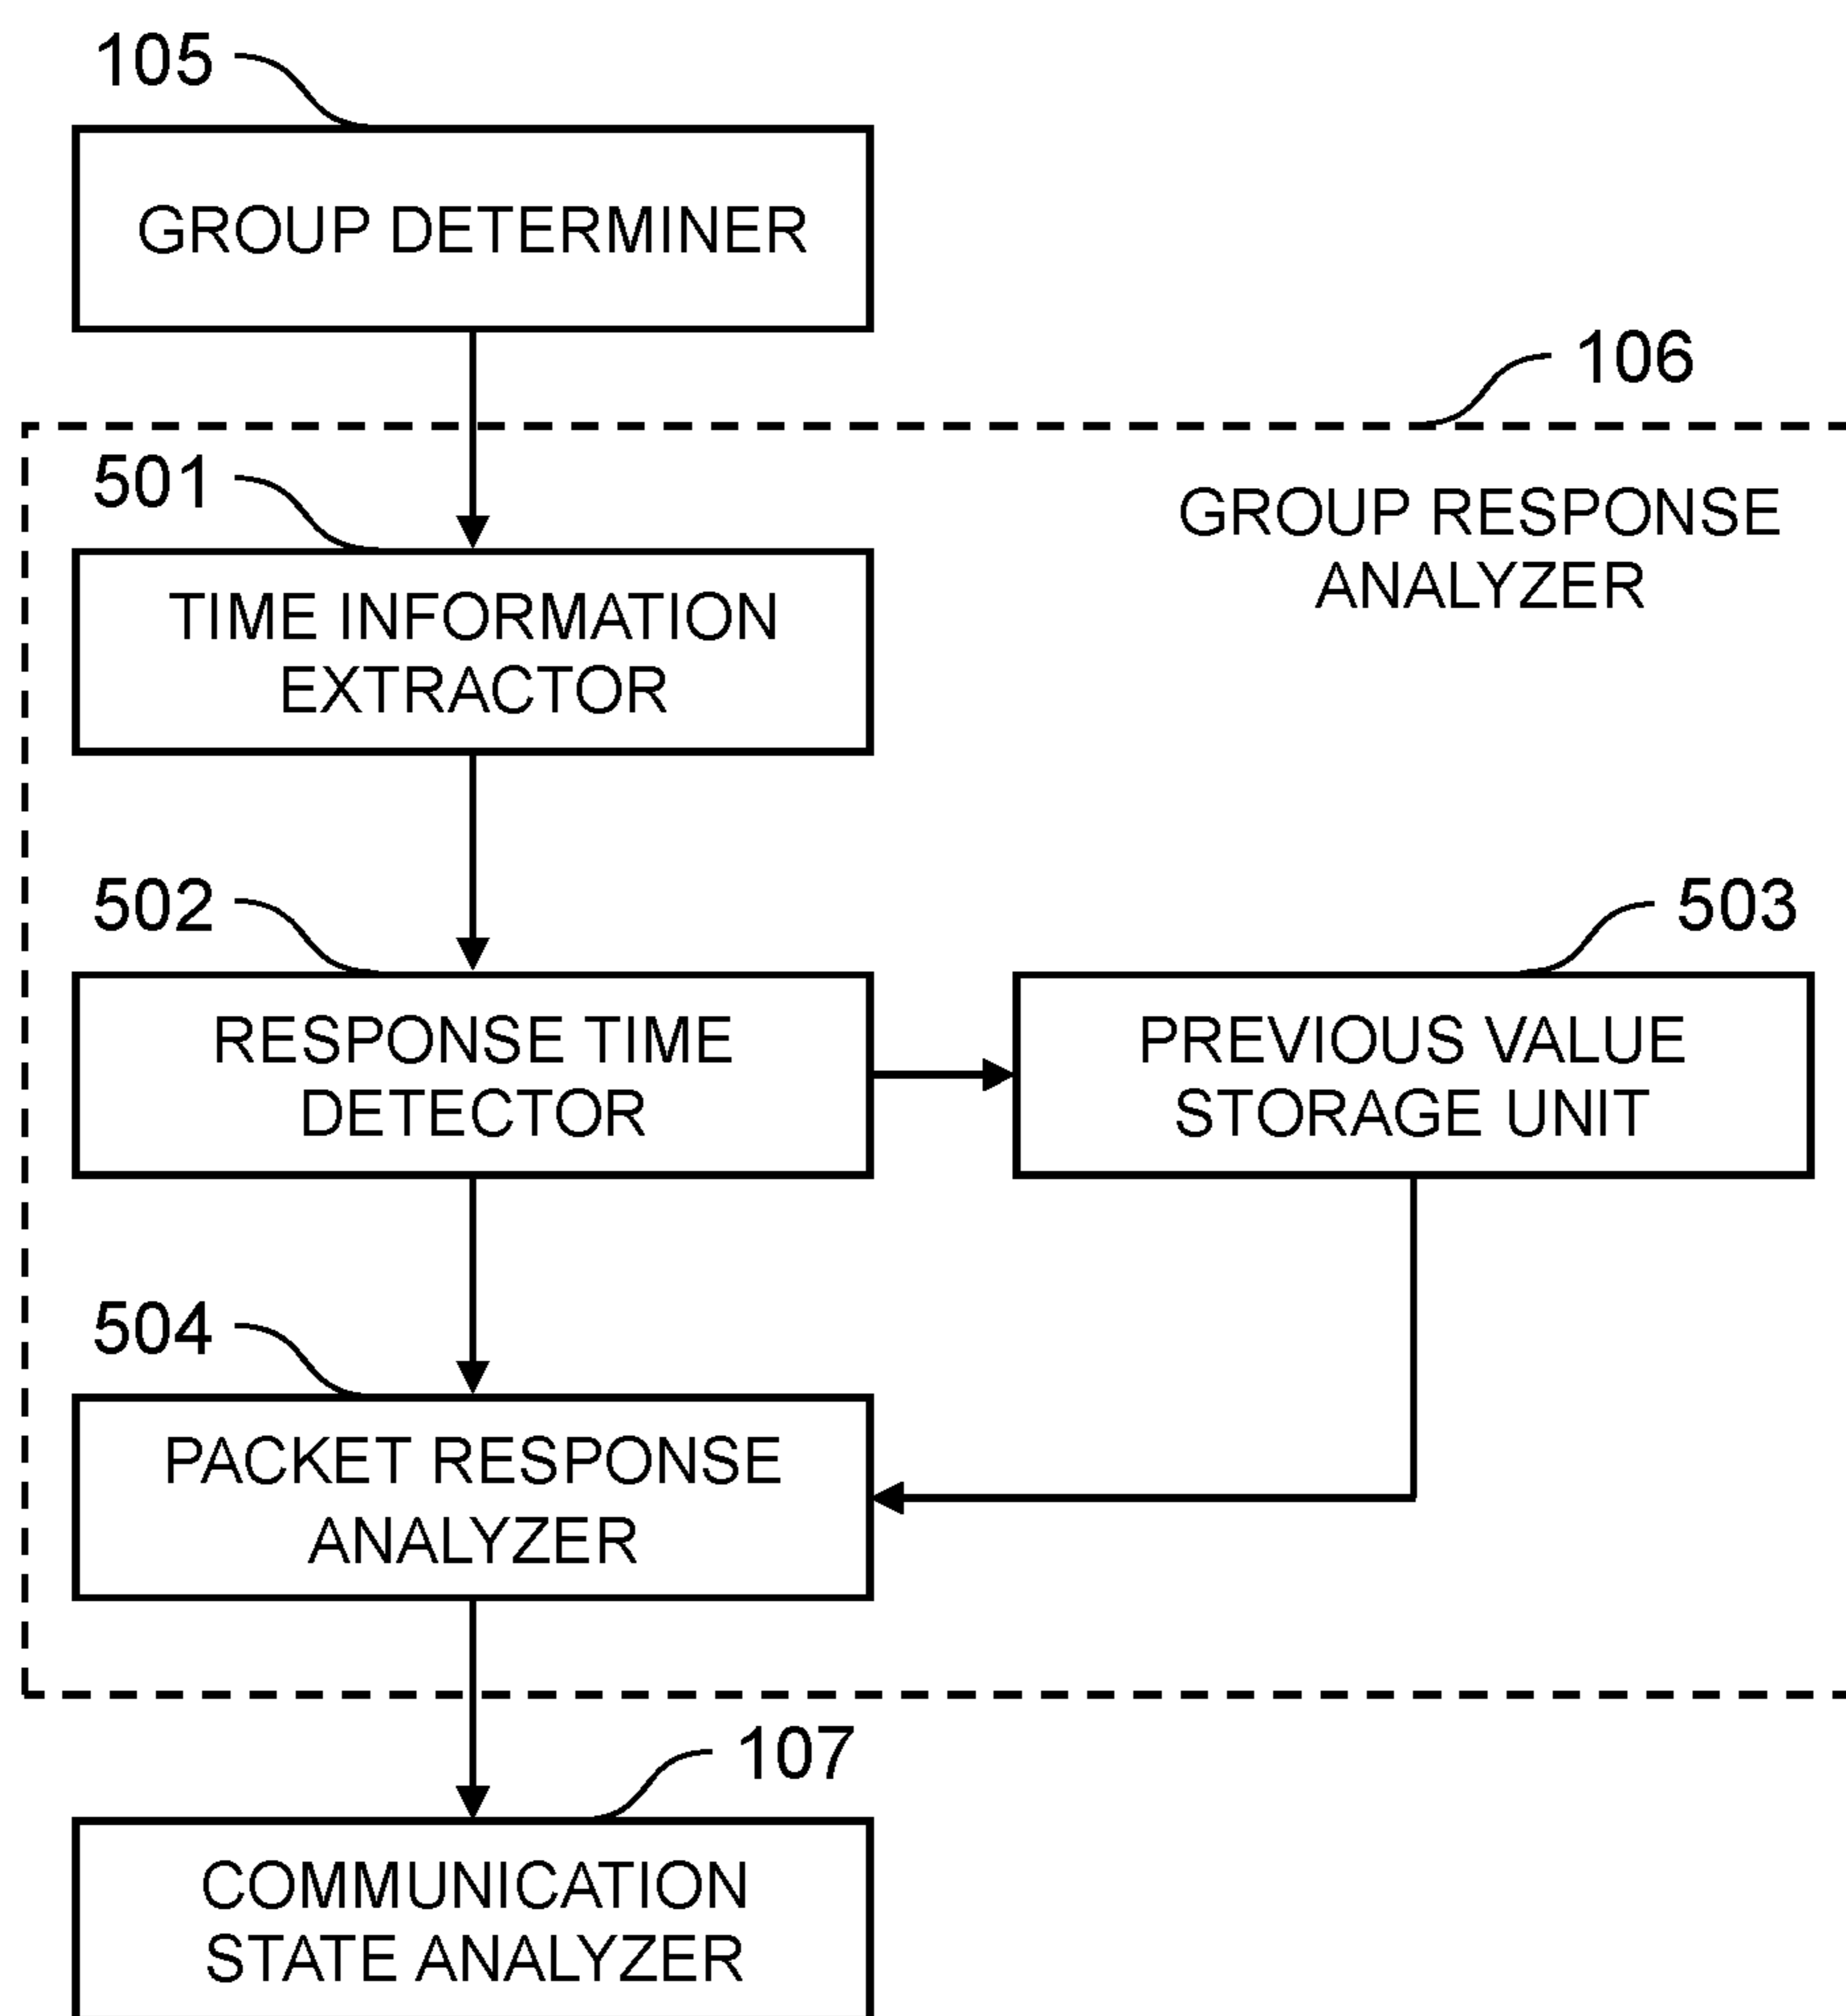 105
GROUP DETERMINER
106
501
GROUP RESPONSE
ANALYZER
TIME INFORMATION
EXTRACTOR
502
503
RESPONSE TIME
DETECTOR
PREVIOUS VALUE
STORAGE UNIT
504
PACKET RESPONSE
ANALYZER
107
COMMUNICATION
STATE ANALYZER